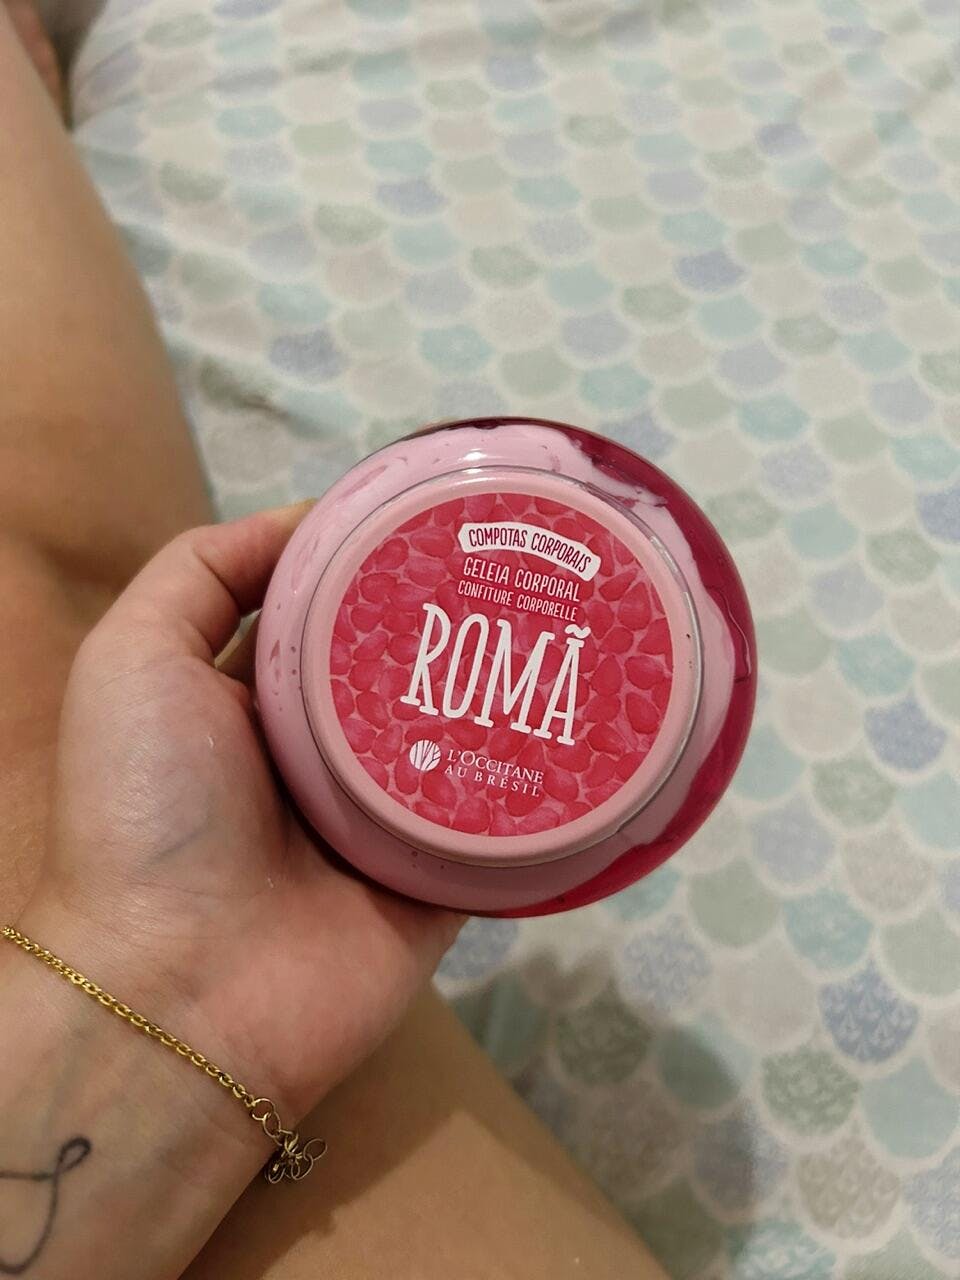 COMPOTAS CORPORAIS
GELEIA CORPORAL
CONFITURE CORPORELLE
ROMÃ
L'OCCITANE
AU BRÉSIL